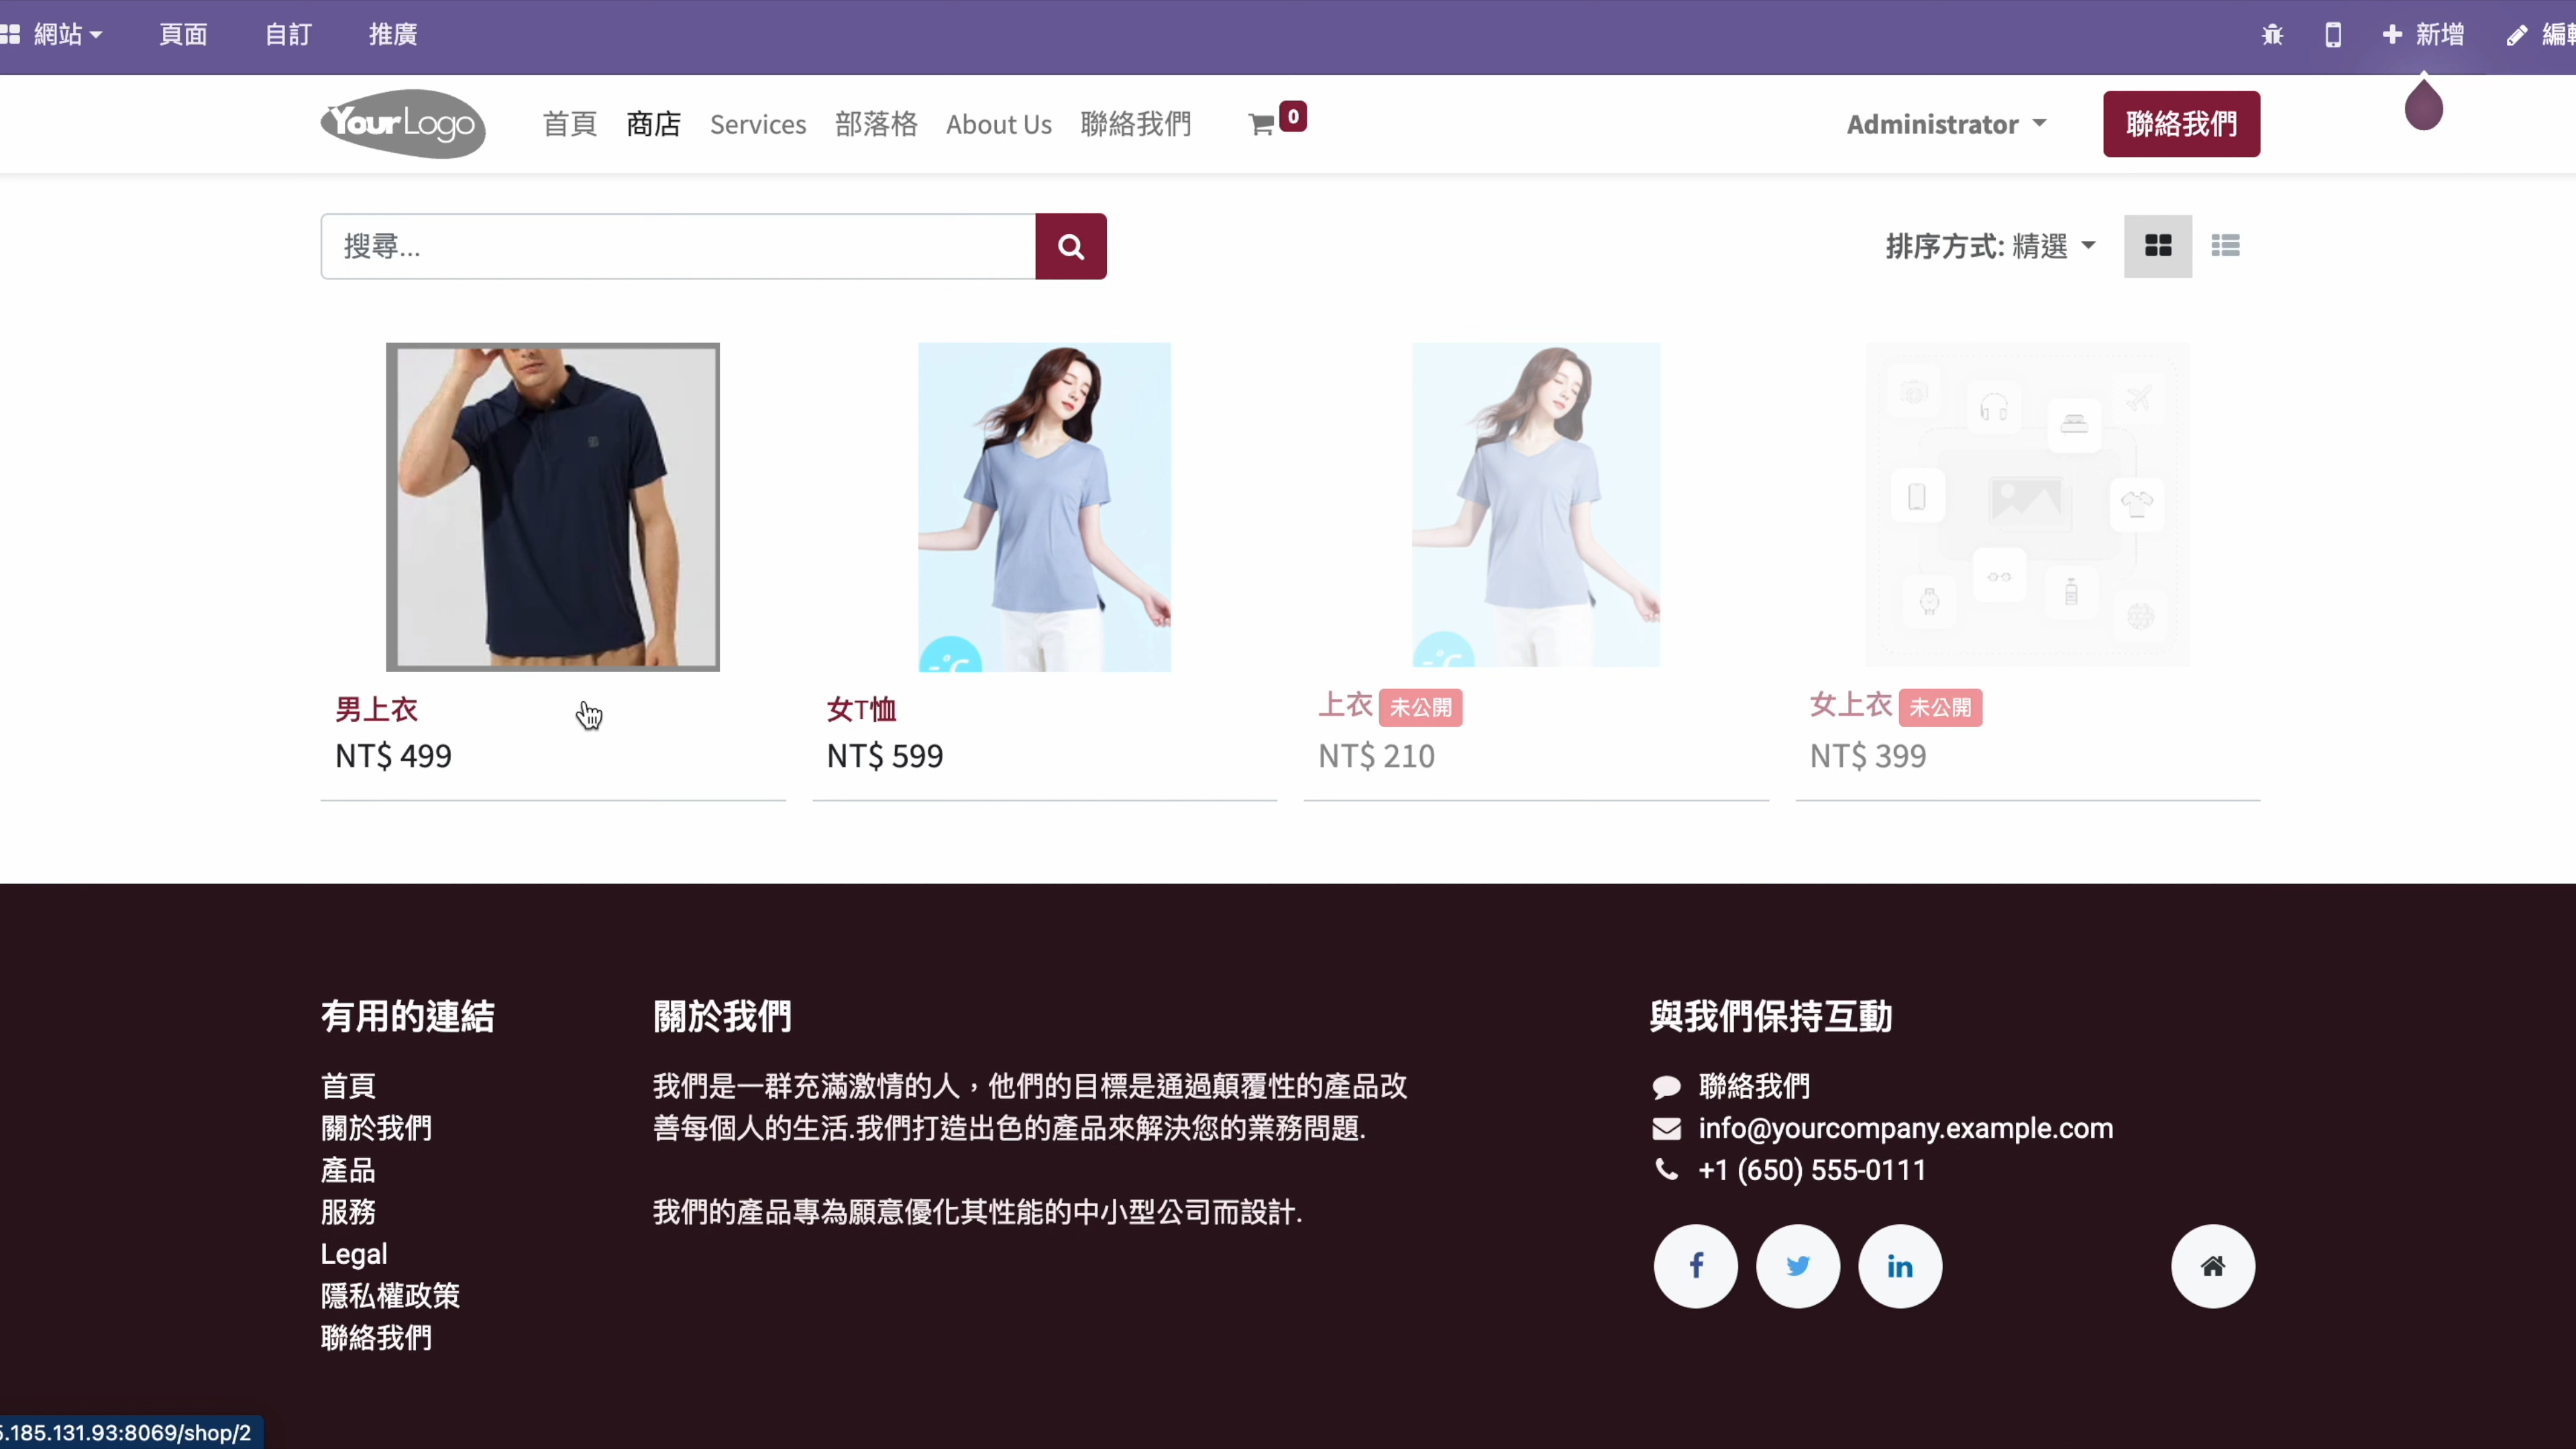 網站 頁面 自訂 推廣 新增
YourLogo 首頁 商店 Services 部落格 About Us 聯絡我們 0 Administrator 聯絡我們
搜尋... 排序方式: 精選
男上衣 女T恤 上衣 未公開 女上衣 未公開
NT$ 499 NT$ 599 NT$ 210 NT$ 399
有用的連結 關於我們 與我們保持互動
首頁
關於我們
產品
服務
Legal
隱私權政策
聯絡我們
我們是一群充滿激情的人，他們的目標是通過顛覆性的產品改
善每個人的生活.我們打造出色的產品來解決您的業務問題.
我們的產品專為願意優化其性能的中小型公司而設計.
聯絡我們
info@yourcompany.example.com
+1 (650) 555-0111
.185.131.93:8069/shop/2